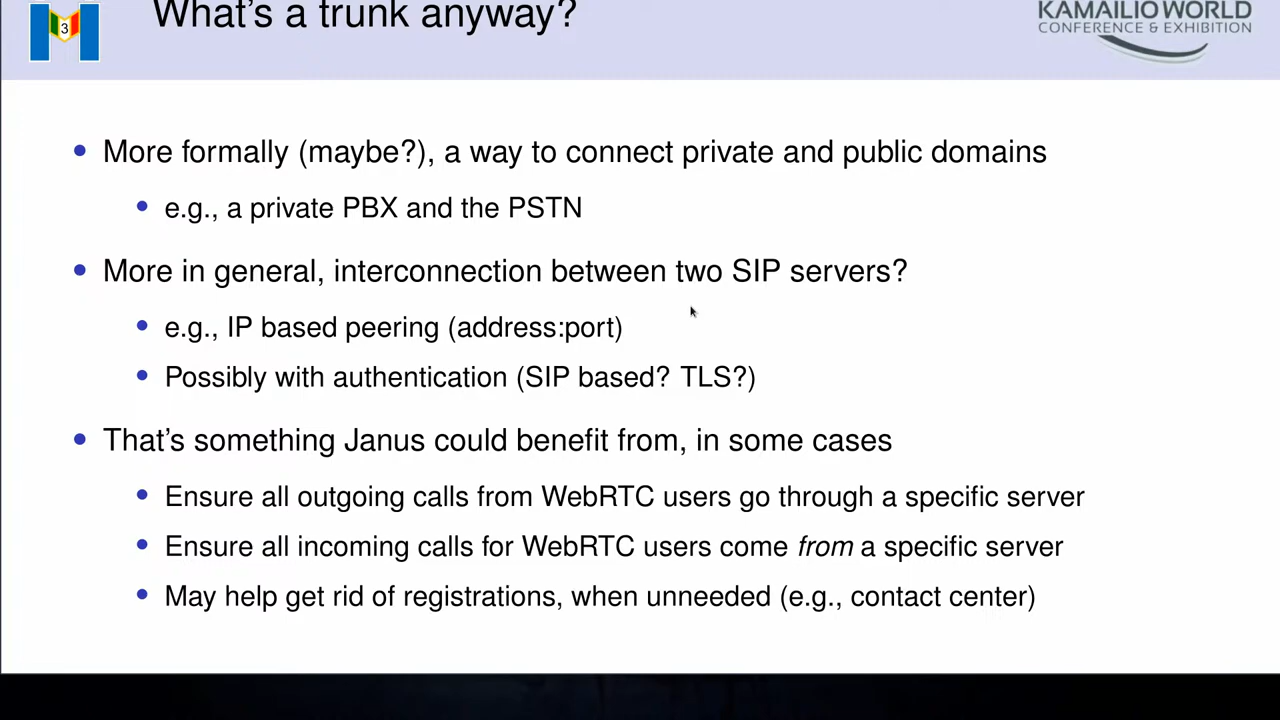 What's a trunk anyway?
3
KAMAILIO WORLD
CONFERENCE & EXHIBITION
• More formally (maybe?), a way to connect private and public domains
• e.g., a private PBX and the PSTN
• More in general, interconnection between two SIP servers?
• e.g., IP based peering (address:port)
• Possibly with authentication (SIP based? TLS?)
• That's something Janus could benefit from, in some cases
• Ensure all outgoing calls from WebRTC users go through a specific server
• Ensure all incoming calls for WebRTC users come from a specific server
• May help get rid of registrations, when unneeded (e.g., contact center)